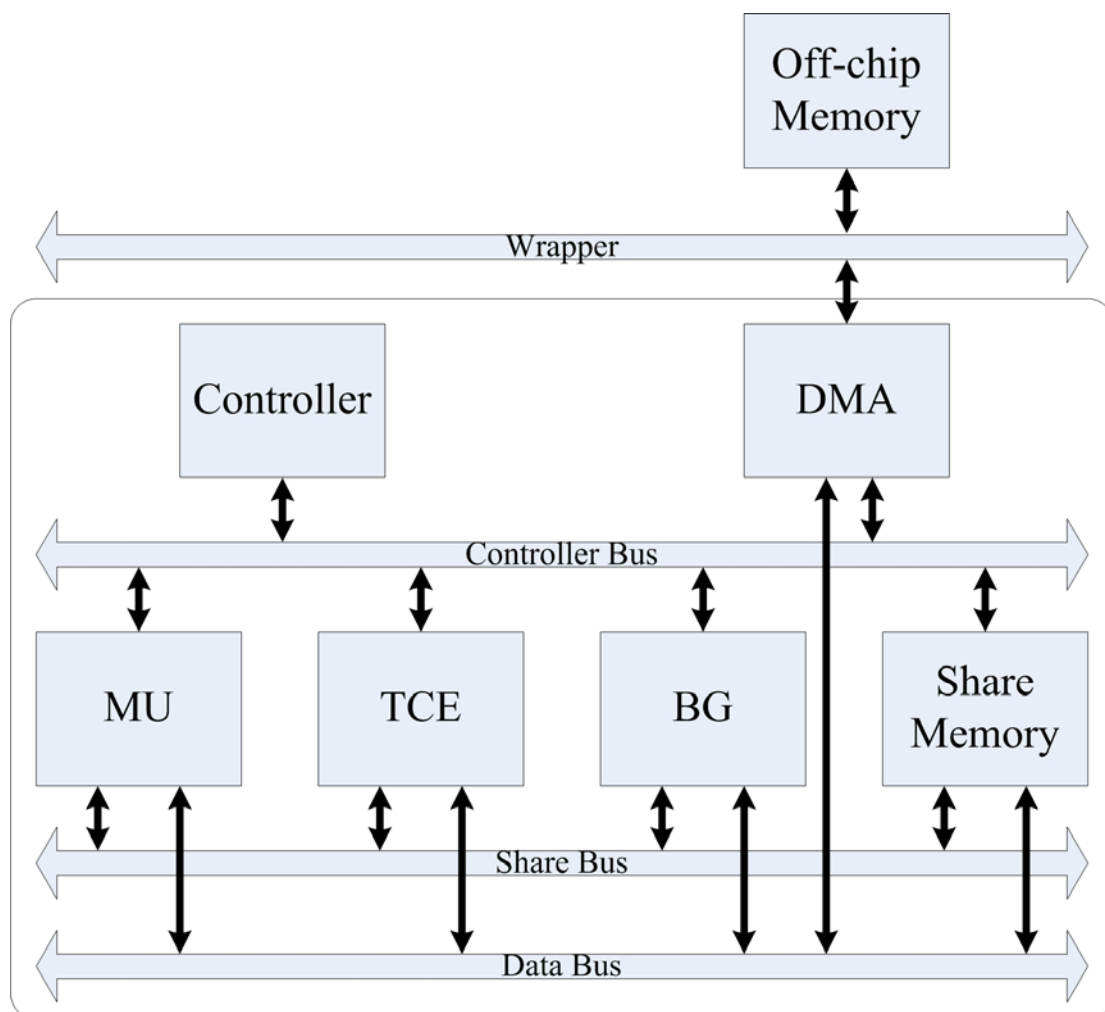 Off-chip
Memory
Wrapper
Controller
DMA
Controller Bus
MU
TCE
BG
Share
Memory
Share Bus
Data Bus